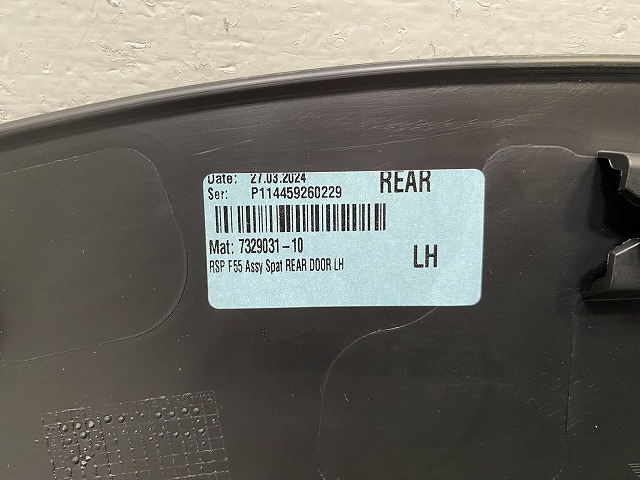 Date: 27.03.2024 REAR
Ser: P114459260229
Mat: 7329031-10
RSP F55 Assy Spat REAR DOOR LH
LH